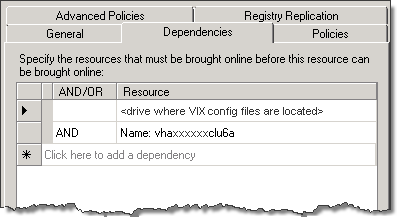 Advanced Policies
Registry Replication
General
Dependencies
Policies
Specify the resources that must be brought online before this resource can
be brought online:
AND/OR
Resource
<drive where VIX config files are located>
AND
Name: vhaxxxxxxclu6a
Click here to add a dependency